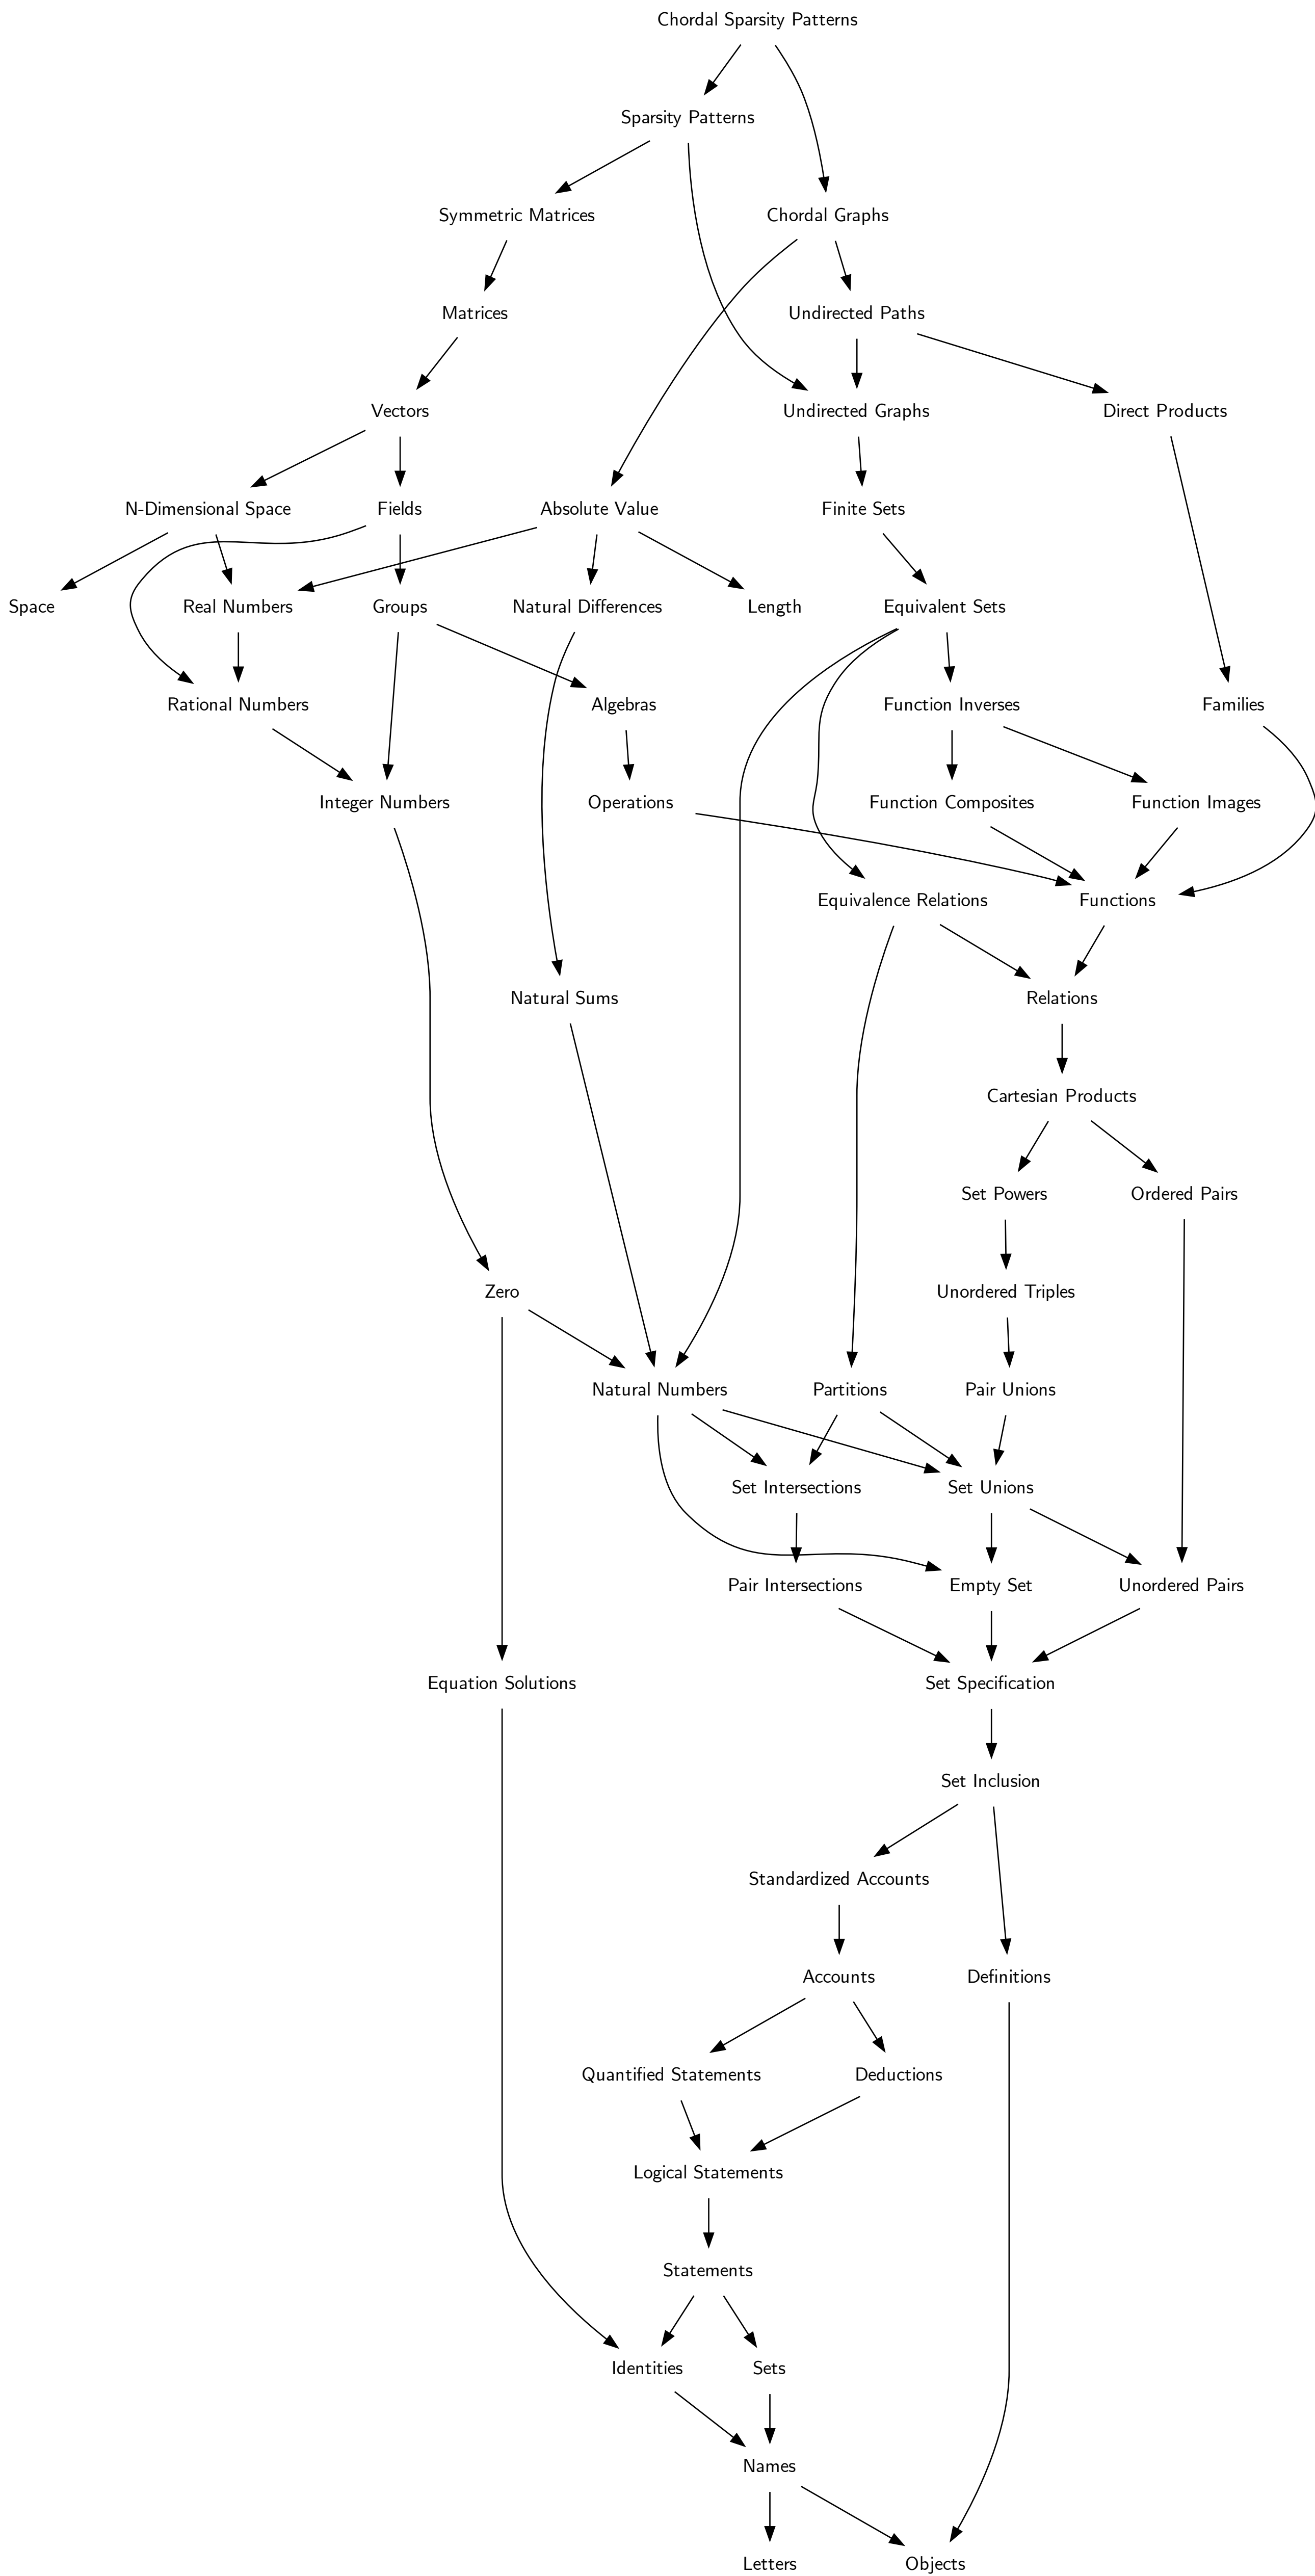 Chordal Sparsity Patterns
Sparsity Patterns
Symmetric Matrices
Chordal Graphs
Matrices
Undirected Paths
Vectors
Undirected Graphs
Direct Products
N-Dimensional Space
Fields
Absolute Value
Finite Sets
Space
Real Numbers
Groups
Natural Differences
Length
Equivalent Sets
Rational Numbers
Algebras
Function Inverses
Families
Integer Numbers
Operations
Function Composites
Function Images
Equivalence Relations
Functions
Natural Sums
Relations
Cartesian Products
Set Powers
Ordered Pairs
Zero
Unordered Triples
Natural Numbers
Partitions
Pair Unions
Set Intersections
Set Unions
Pair Intersections
Empty Set
Unordered Pairs
Equation Solutions
Set Specification
Set Inclusion
Standardized Accounts
Accounts
Definitions
Quantified Statements
Deductions
Logical Statements
Statements
Identities
Sets
Names
Letters
Objects